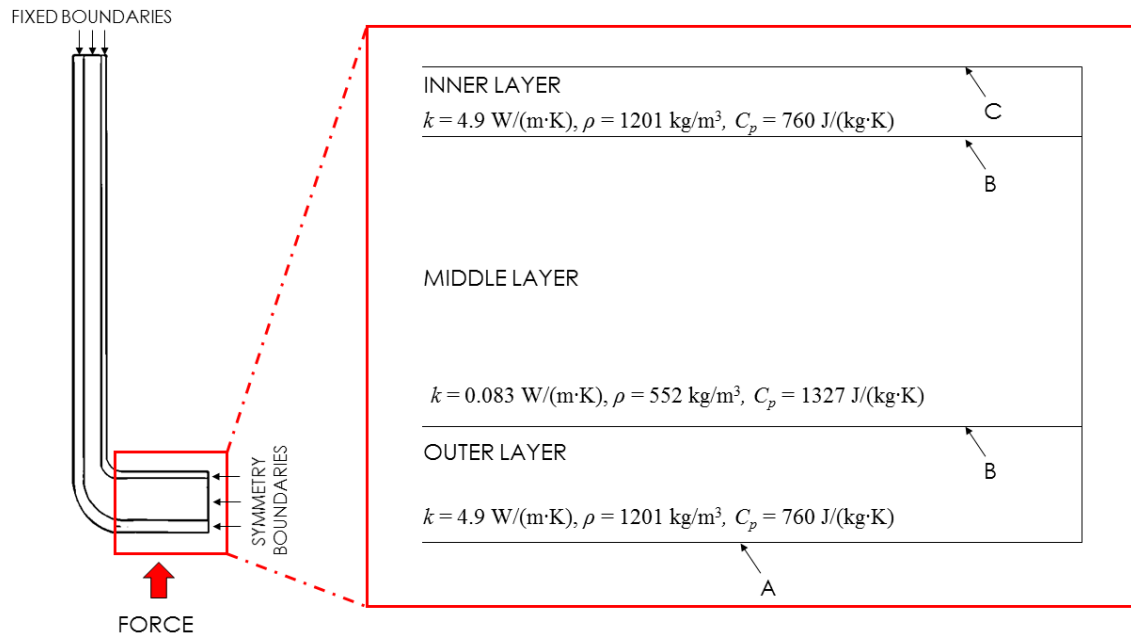 FIXED BOUNDARIES
INNER LAYER
k = 4.9 W/(m·K), ρ = 1201 kg/m³, Cₚ = 760 J/(kg·K)
C
B
MIDDLE LAYER
k = 0.083 W/(m·K), ρ = 552 kg/m³, Cₚ = 1327 J/(kg·K)
OUTER LAYER
B
k = 4.9 W/(m·K), ρ = 1201 kg/m³, Cₚ = 760 J/(kg·K)
A
SYMMETRY
BOUNDARIES
FORCE